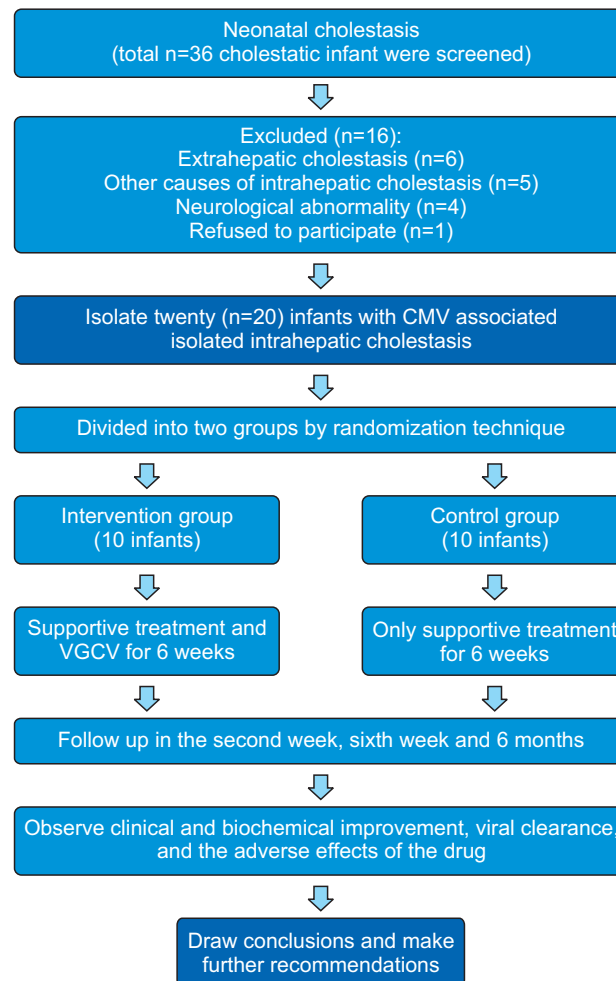 Neonatal cholestasis
(total n=36 cholestatic infant were screened)
Excluded (n=16):
Extrahepatic cholestasis (n=6)
Other causes of intrahepatic cholestasis (n=5)
Neurological abnormality (n=4)
Refused to participate (n=1)
Isolate twenty (n=20) infants with CMV associated
isolated intrahepatic cholestasis
Divided into two groups by randomization technique
Intervention group
(10 infants)
Control group
(10 infants)
Supportive treatment and
VGCV for 6 weeks
Only supportive treatment
for 6 weeks
Follow up in the second week, sixth week and 6 months
Observe clinical and biochemical improvement, viral clearance,
and the adverse effects of the drug
Draw conclusions and make
further recommendations